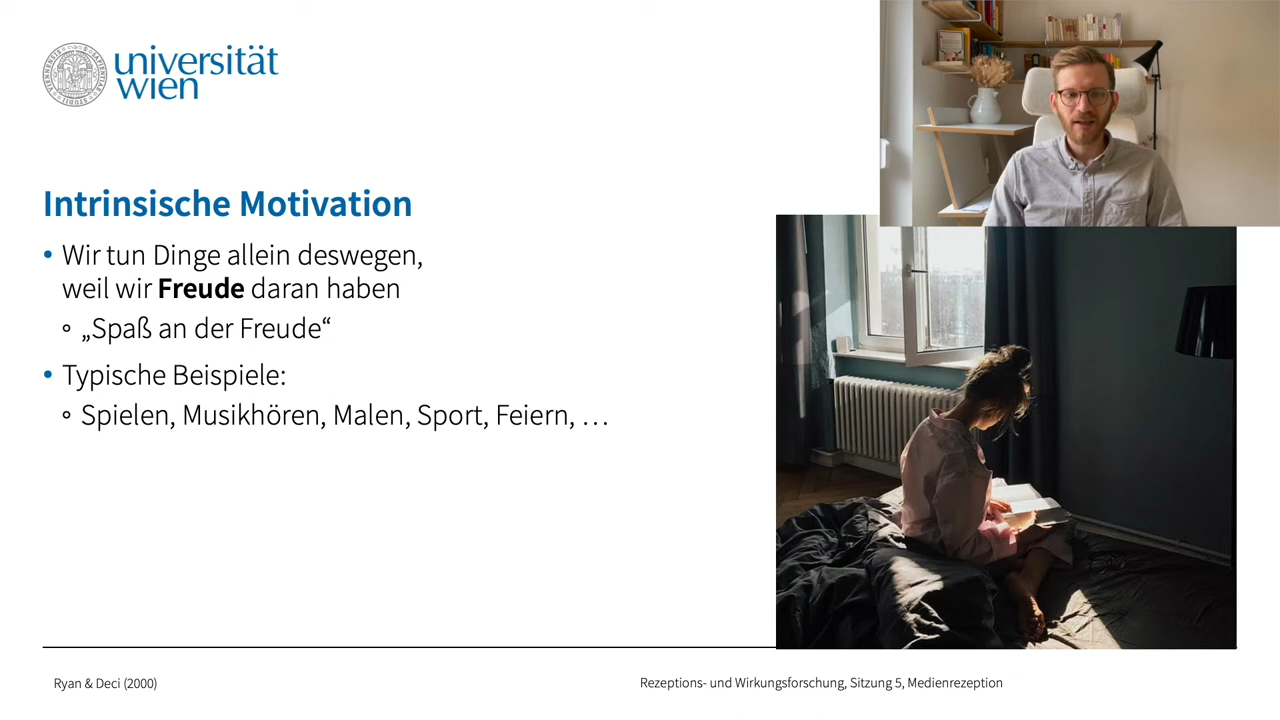 universität
wien
Intrinsische Motivation
• Wir tun Dinge allein deswegen,
weil wir Freude daran haben
∘ „Spaß an der Freude“
• Typische Beispiele:
∘ Spielen, Musikhören, Malen, Sport, Feiern, …
Ryan & Deci (2000)
Rezeptions- und Wirkungsforschung, Sitzung 5, Medienrezeption